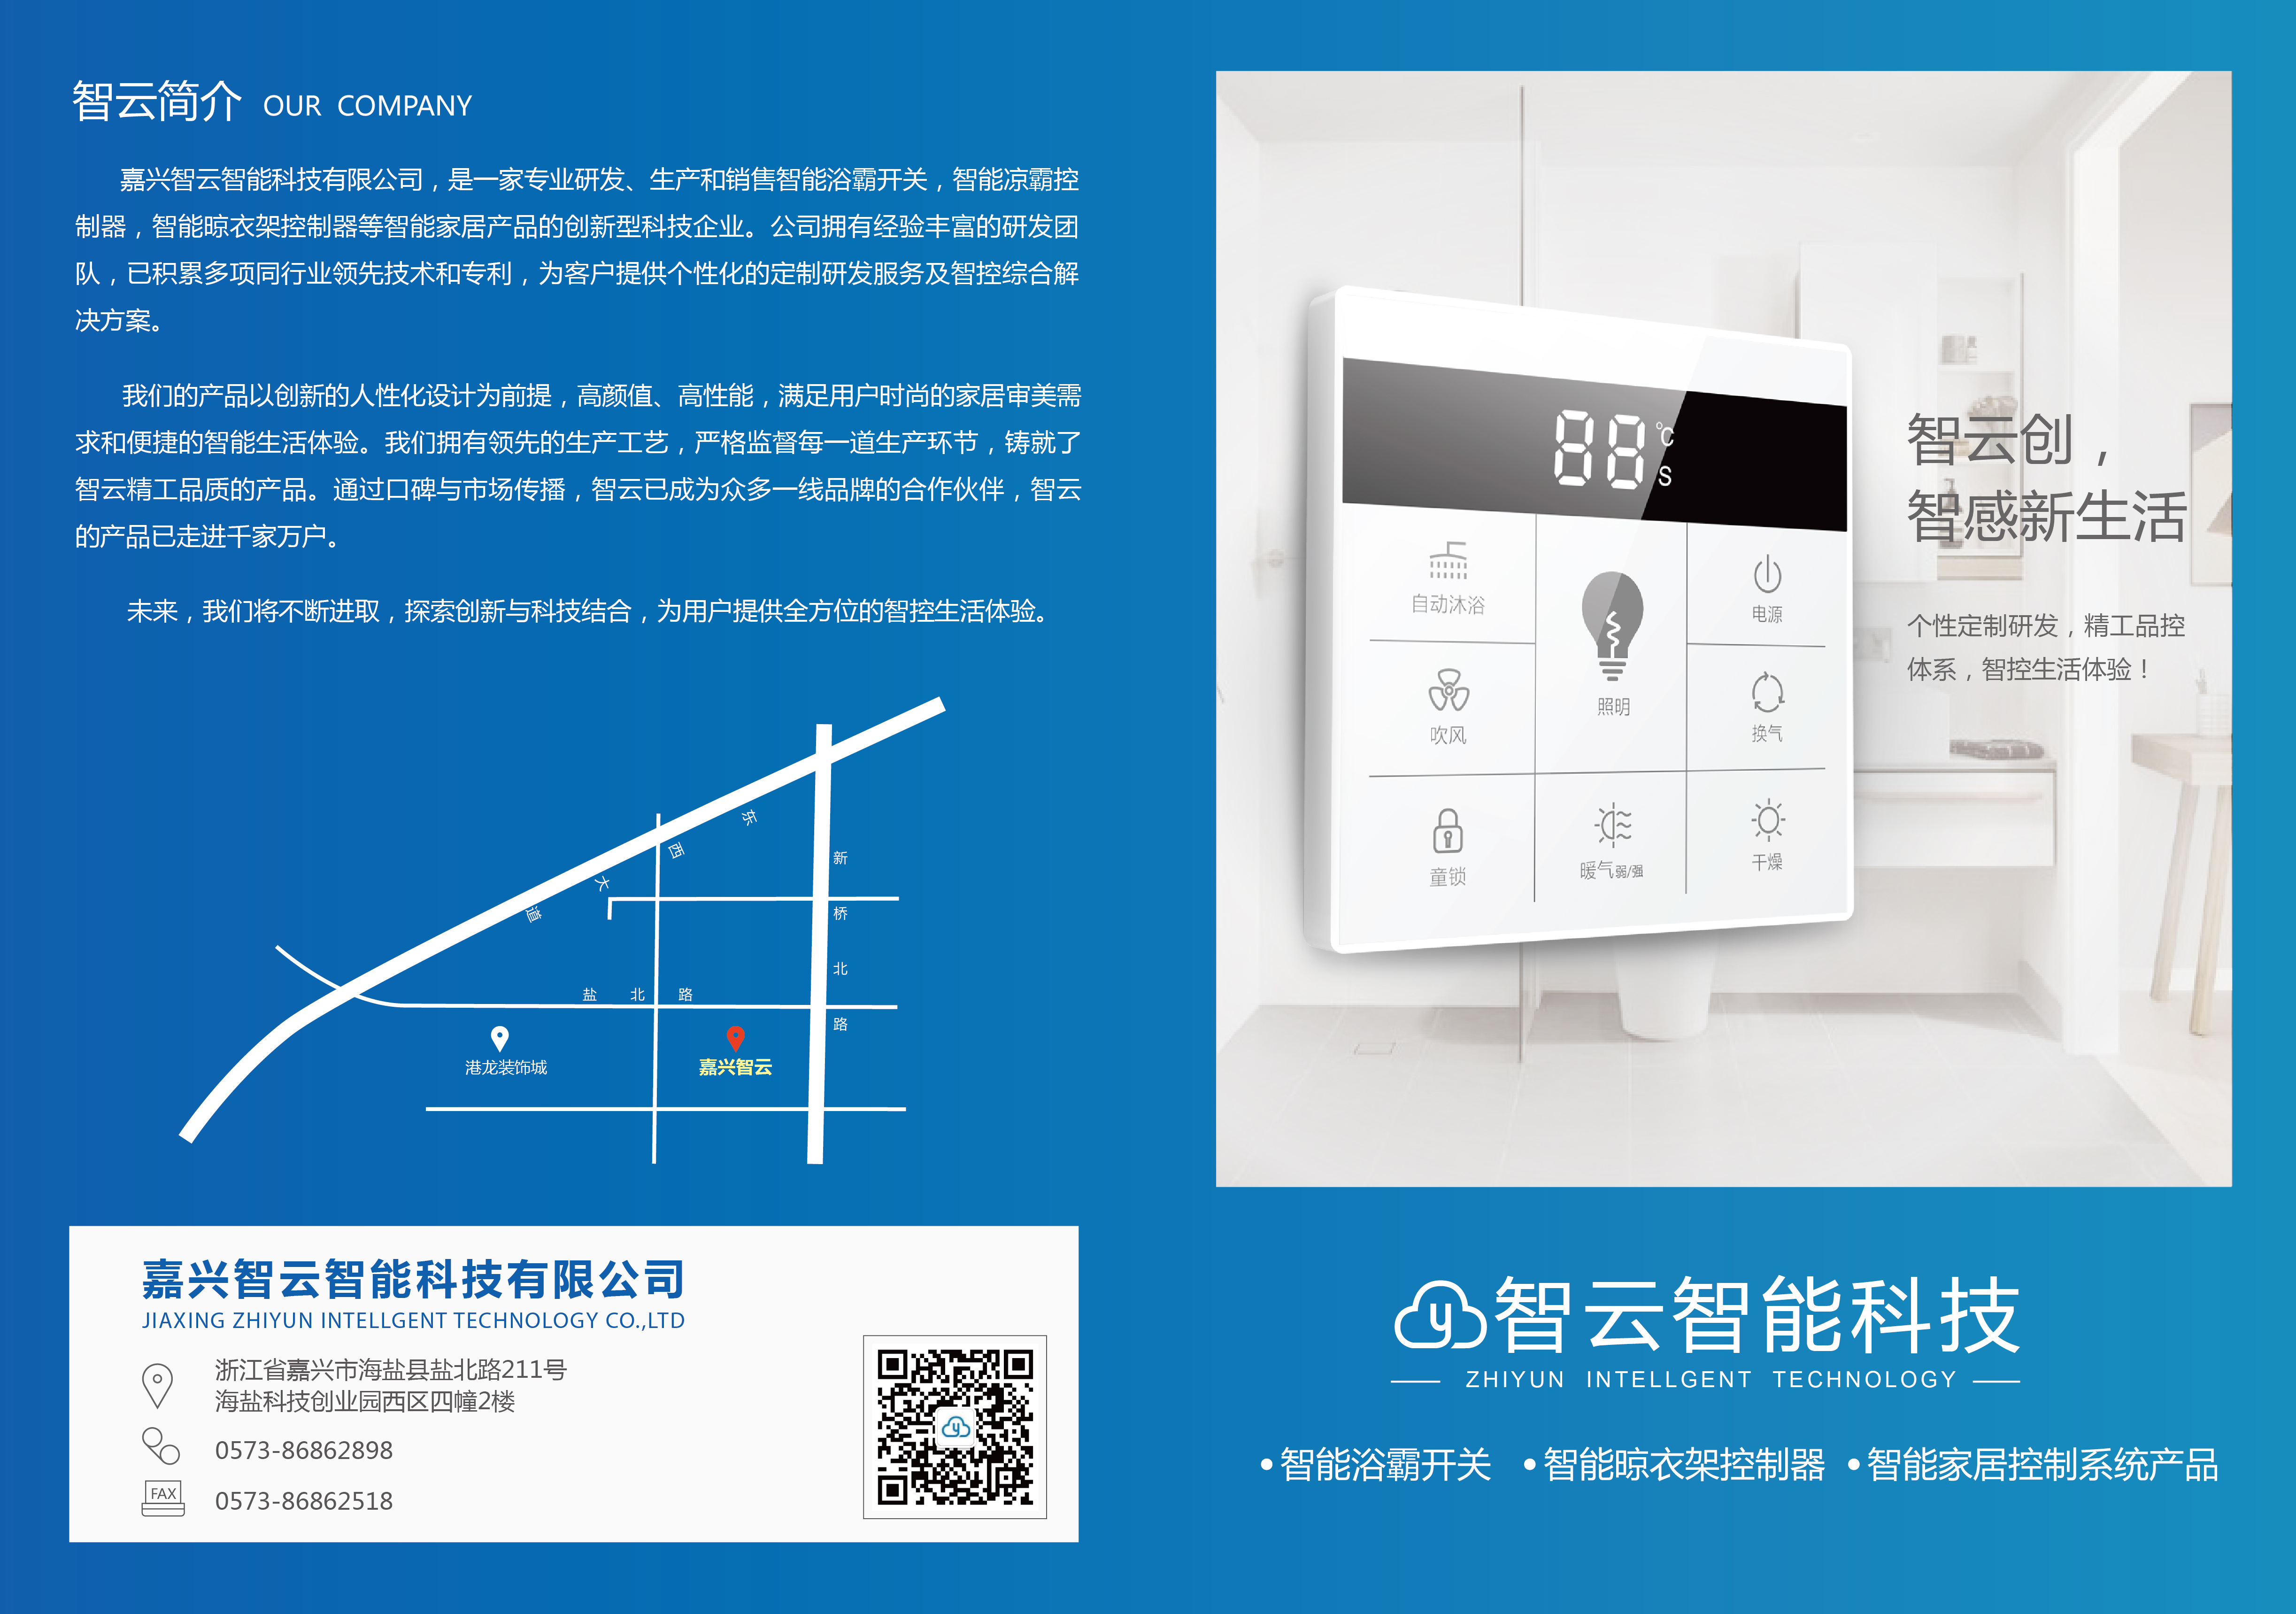 智云简介 OUR COMPANY
嘉兴智云智能科技有限公司，是一家专业研发、生产和销售智能浴霸开关，智能凉霸控
制器，智能晾衣架控制器等智能家居产品的创新型科技企业。公司拥有经验丰富的研发团
队，已积累多项同行业领先技术和专利，为客户提供个性化的定制研发服务及智控综合解
决方案。
我们的产品以创新的人性化设计为前提，高颜值、高性能，满足用户时尚的家居审美需
求和便捷的智能生活体验。我们拥有领先的生产工艺，严格监督每一道生产环节，铸就了
智云精工品质的产品。通过口碑与市场传播，智云已成为众多一线品牌的合作伙伴，智云
的产品已走进千家万户。
未来，我们将不断进取，探索创新与科技结合，为用户提供全方位的智控生活体验。
东西大道
新桥北路
盐北路
港龙装饰城
嘉兴智云
嘉兴智云智能科技有限公司
JIAXING ZHIYUN INTELLGENT TECHNOLOGY CO.,LTD
浙江省嘉兴市海盐县盐北路211号
海盐科技创业园西区四幢2楼
0573-86862898
FAX
0573-86862518
88 ℃
S
自动沐浴
照明
电源
吹风
换气
童锁
暖气弱/强
干燥
智云创，
智感新生活
个性定制研发，精工品控
体系，智控生活体验！
y智云智能科技
ZHIYUN INTELLGENT TECHNOLOGY
•智能浴霸开关 •智能晾衣架控制器 •智能家居控制系统产品